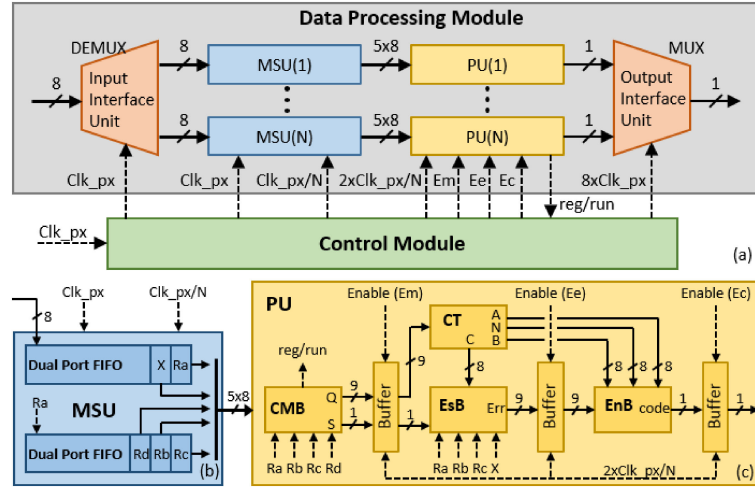 Data Processing Module
DEMUX
MUX
8
Input
Interface
Unit
8
MSU(1)
5x8
PU(1)
1
Output
Interface
Unit
1
8
MSU(N)
5x8
PU(N)
1
Clk_px
Clk_px
Clk_px/N
2xClk_px/N
Em
Ee
Ec
reg/run
8xClk_px
Clk_px
Control Module
(a)
Clk_px
Clk_px/N
8
Dual Port FIFO
X
Ra
Ra
MSU
Dual Port FIFO
Rd
Rb
Rc
(b)
5x8
PU
Enable (Em)
Enable (Ee)
Enable (Ec)
reg/run
CMB
Q
S
9
1
Buffer
9
1
CT
A
N
B
C
8
EsB
Err
9
Buffer
9
8
8
8
EnB
code
1
Buffer
1
Ra
Rb
Rc
Rd
Ra
Rb
Rc
X
2xClk_px/N
(c)